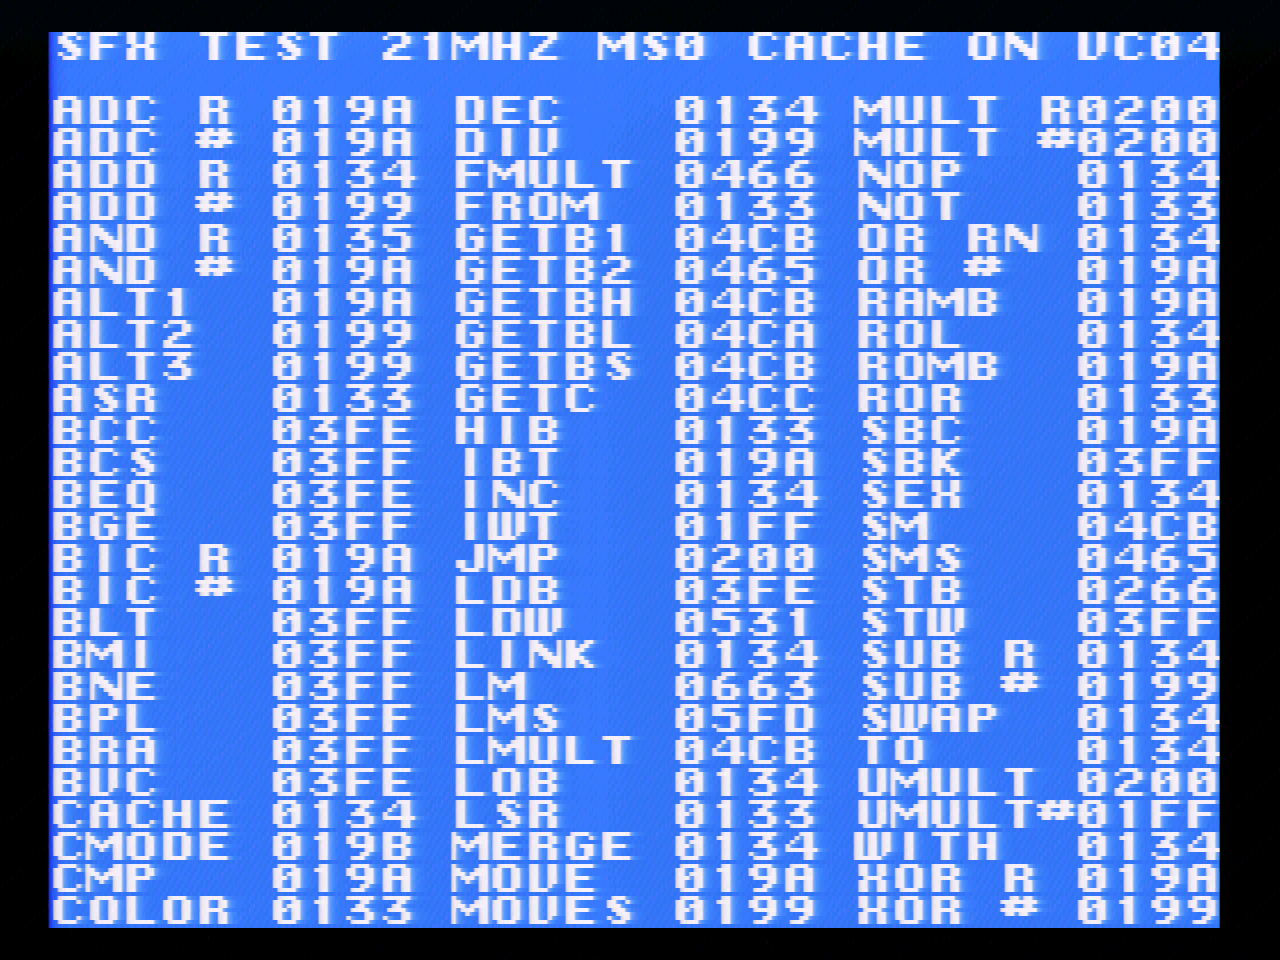 SFX TEST 21MHZ MS0 CACHE ON VC04
ADC R 019A DEC 0134 MULT R0200
ADC # 019A DIV 0199 MULT #0200
ADD R 0134 FMULT 0466 NOP 0134
ADD # 0199 FROM 0133 NOT 0133
AND R 0135 GETB1 04CB OR RN 0134
AND # 019A GETB2 0465 OR # 019A
ALT1 019A GETBH 04CB RAMB 019A
ALT2 0199 GETBL 04CA ROL 0134
ALT3 0199 GETBS 04CB ROMB 019A
ASR 0133 GETC 04CC ROR 0133
BCC 03FE HIB 0133 SBC 019A
BCS 03FF IBT 019A SBK 03FF
BEQ 03FE INC 0134 SEX 0134
BGE 03FF IWT 01FF SM 04CB
BIC R 019A JMP 0200 SMS 0465
BIC # 019A LDB 03FE STB 0266
BLT 03FF LDW 0531 STW 03FF
BMI 03FF LINK 0134 SUB R 0134
BNE 03FF LM 0663 SUB # 0199
BPL 03FF LMS 05FD SWAP 0134
BRA 03FF LMULT 04CB TO 0134
BVC 03FE LOB 0134 UMULT 0200
CACHE 0134 LSR 0133 UMULT#01FF
CMODE 019B MERGE 0134 WITH 0134
CMP 019A MOVE 019A XOR R 019A
COLOR 0133 MOVES 0199 XOR # 0199